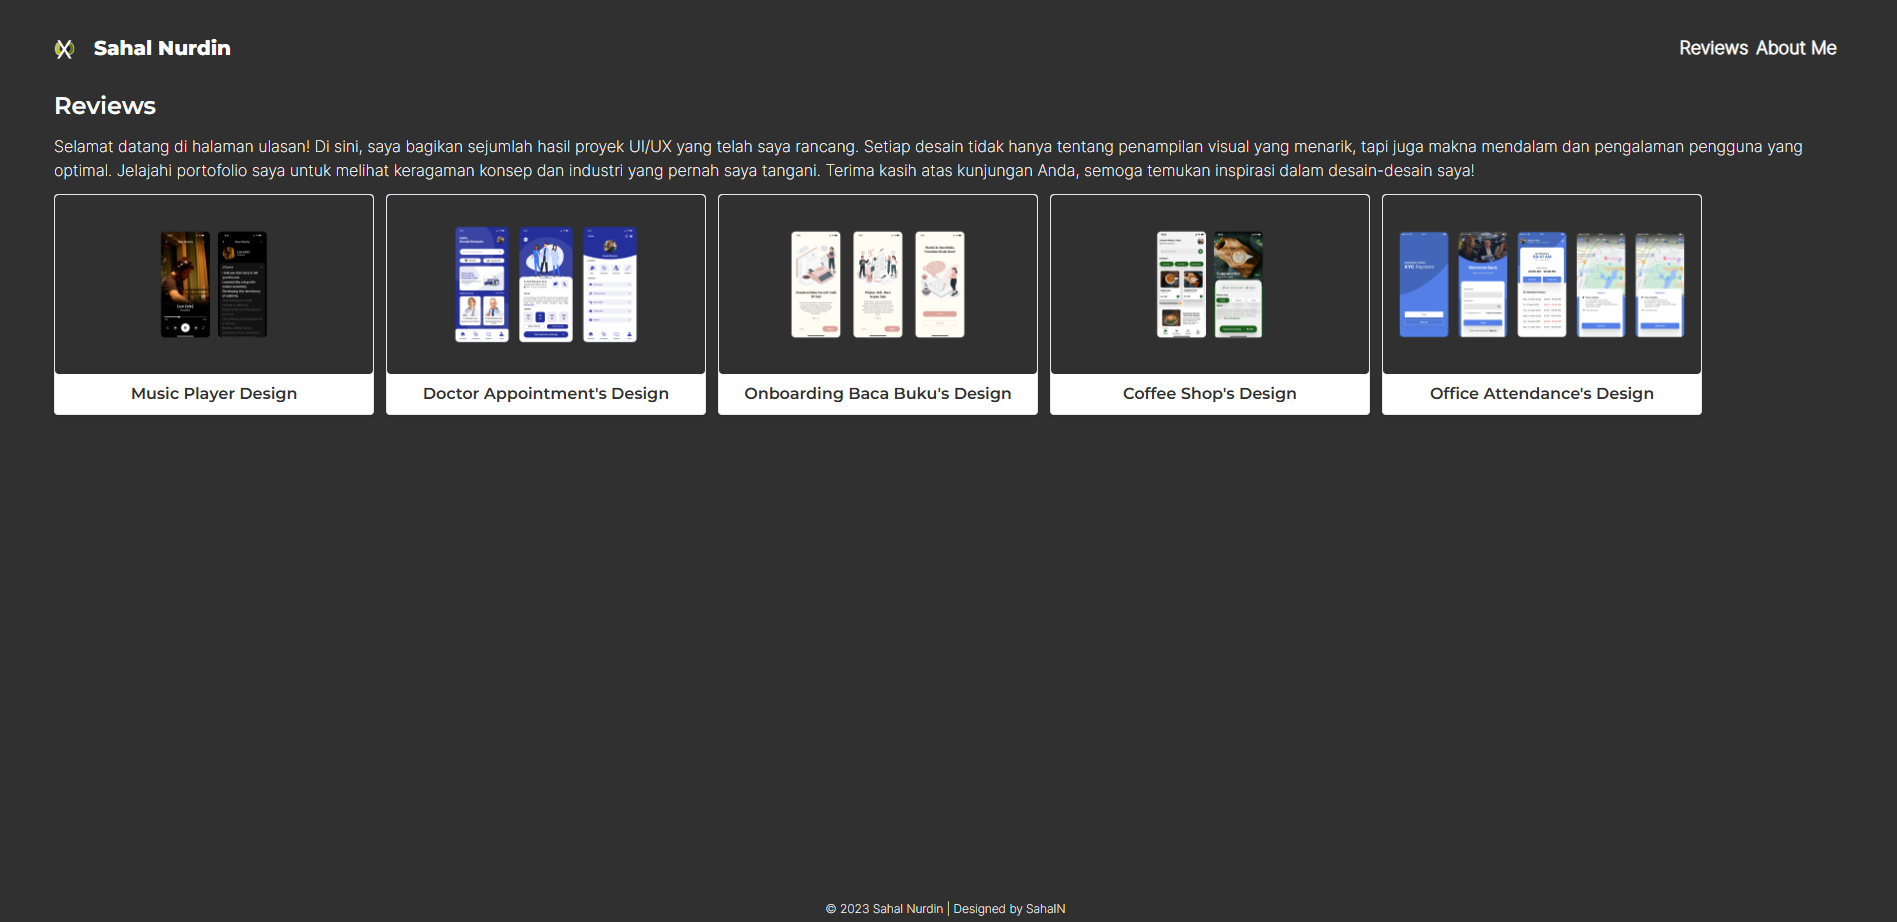 Sahal Nurdin
Reviews About Me
Reviews
Selamat datang di halaman ulasan! Di sini, saya bagikan sejumlah hasil proyek UI/UX yang telah saya rancang. Setiap desain tidak hanya tentang penampilan visual yang menarik, tapi juga makna mendalam dan pengalaman pengguna yang
optimal. Jelajahi portofolio saya untuk melihat keragaman konsep dan industri yang pernah saya tangani. Terima kasih atas kunjungan Anda, semoga temukan inspirasi dalam desain-desain saya!
XYC Payment
Welcome Back
Music Player Design
Doctor Appointment's Design
Onboarding Baca Buku's Design
Coffee Shop's Design
Office Attendance's Design
© 2023 Sahal Nurdin | Designed by SahalN